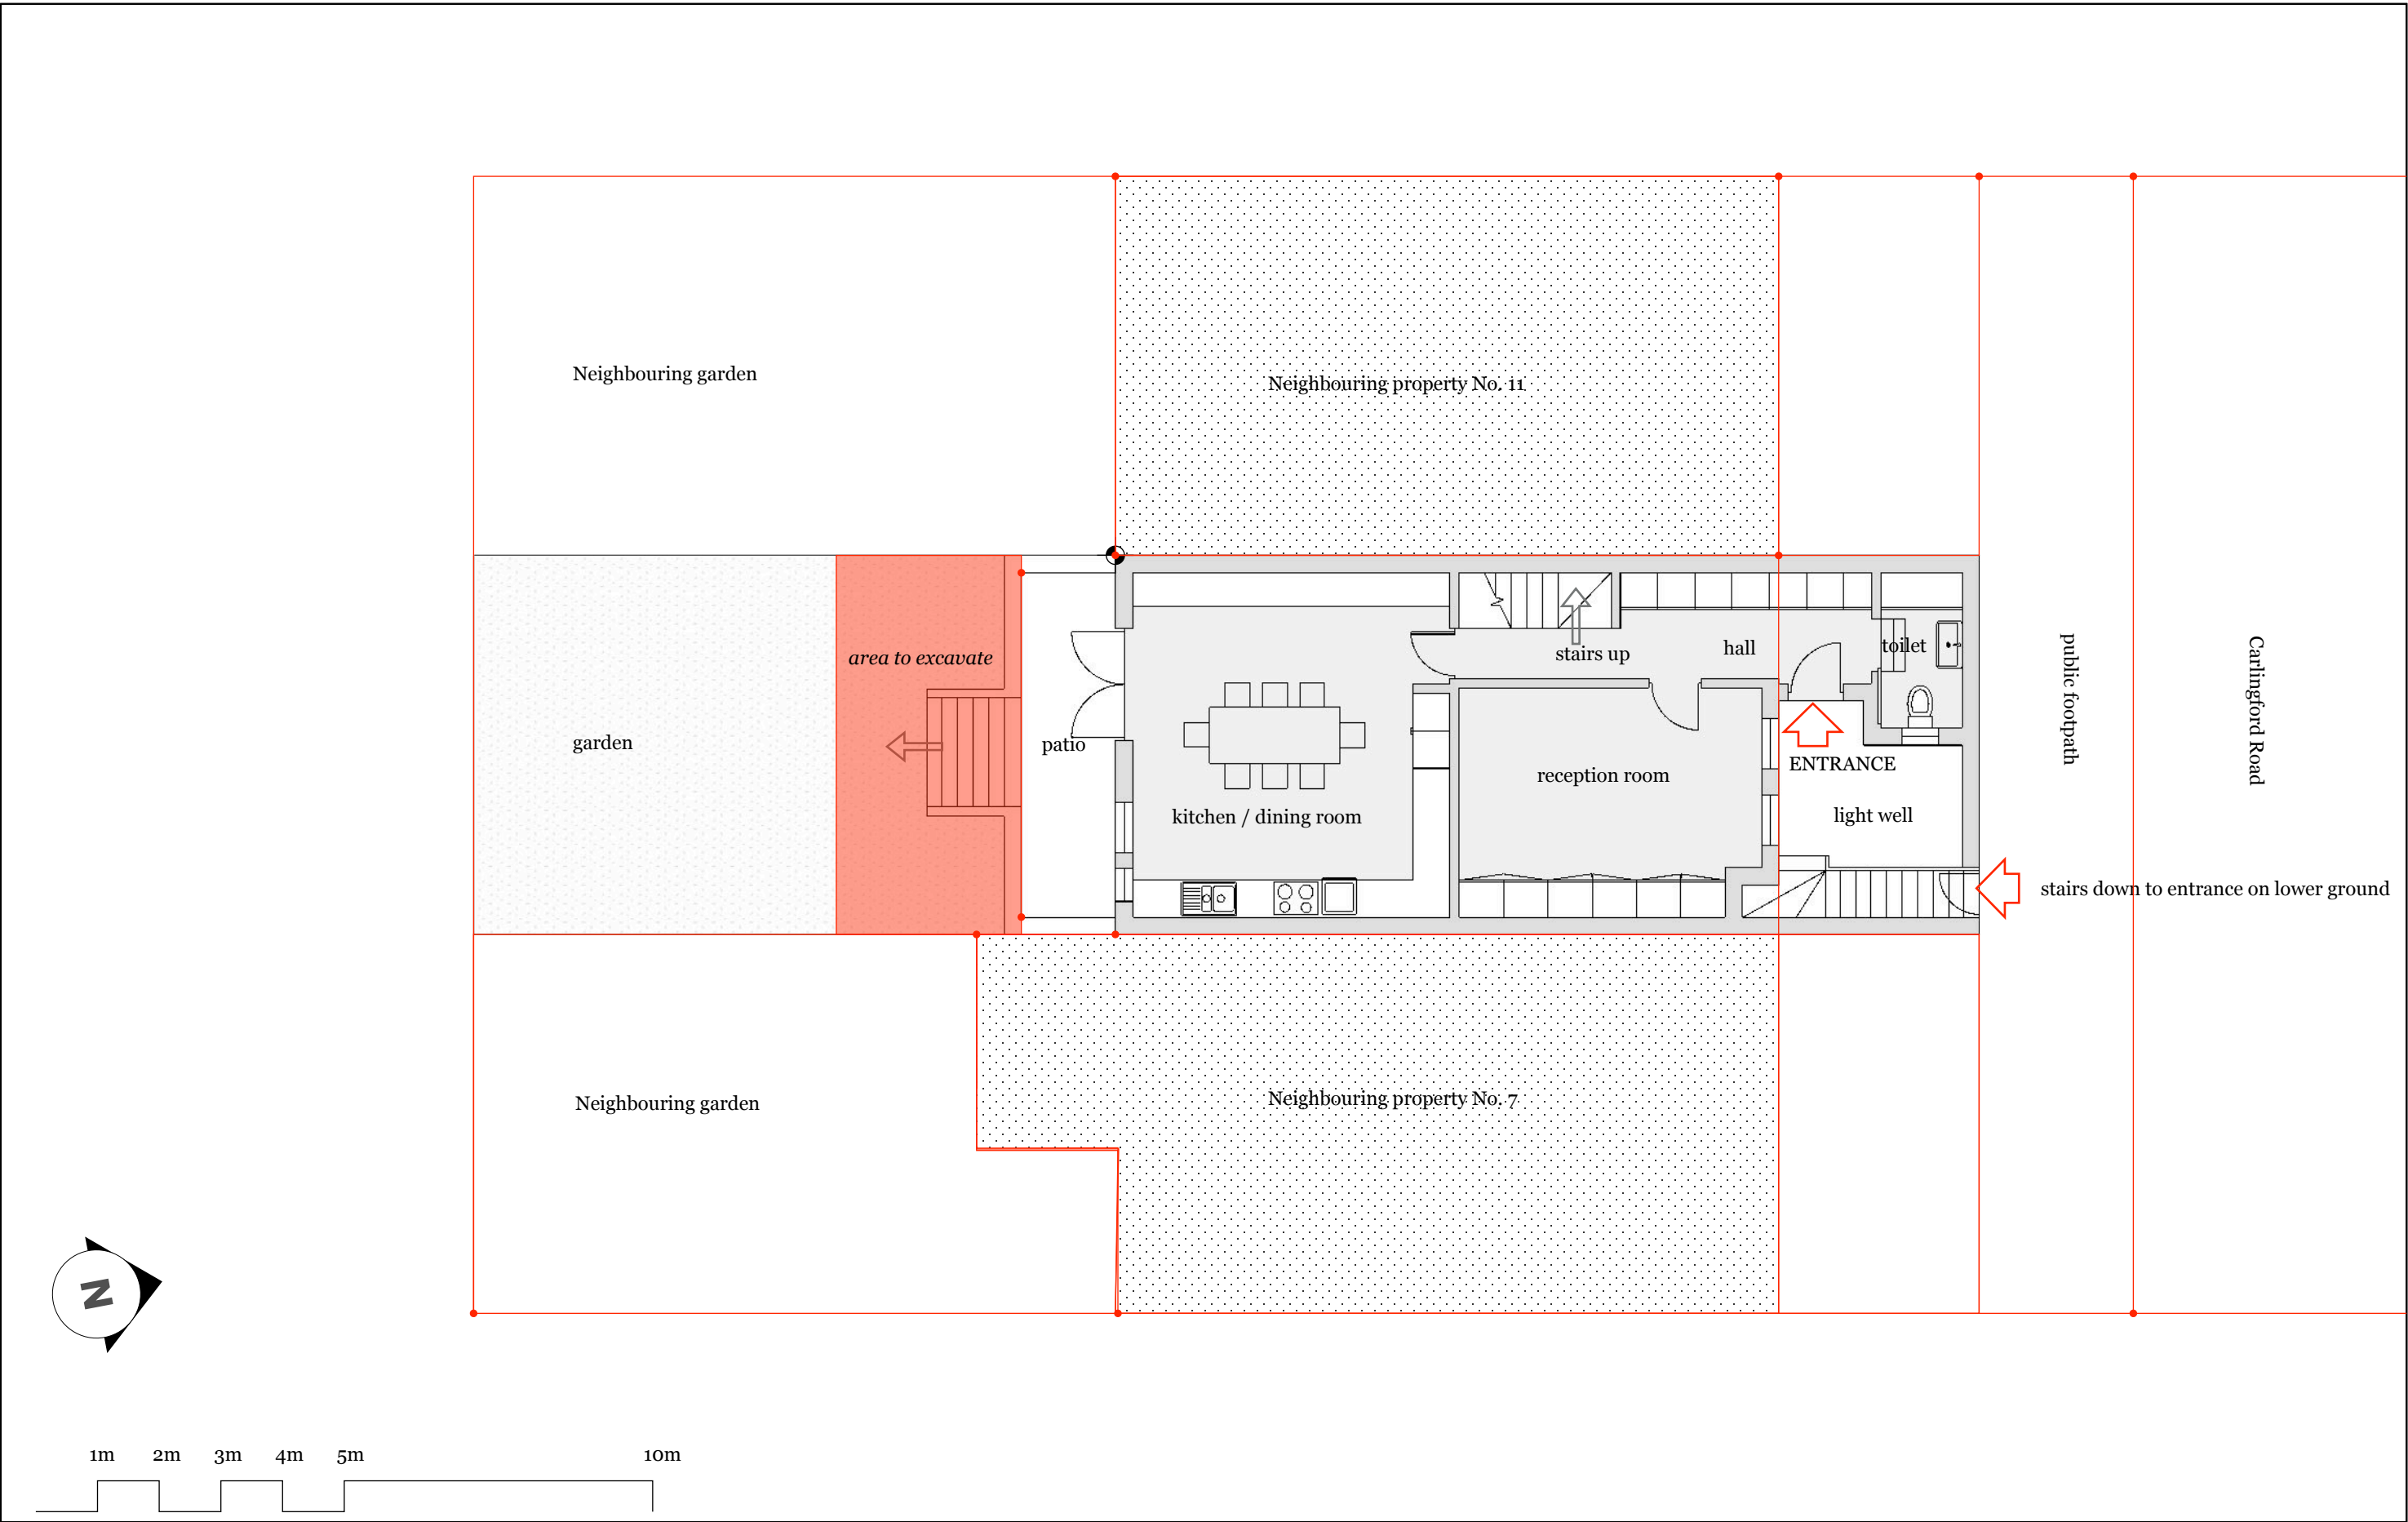 Neighbouring garden
Neighbouring property No. 11
area to excavate
stairs up
hall
toilet
public footpath
Carlingford Road
garden
patio
ENTRANCE
reception room
kitchen / dining room
light well
stairs down to entrance on lower ground
Neighbouring garden
Neighbouring property No. 7
N
1m 2m 3m 4m 5m 10m